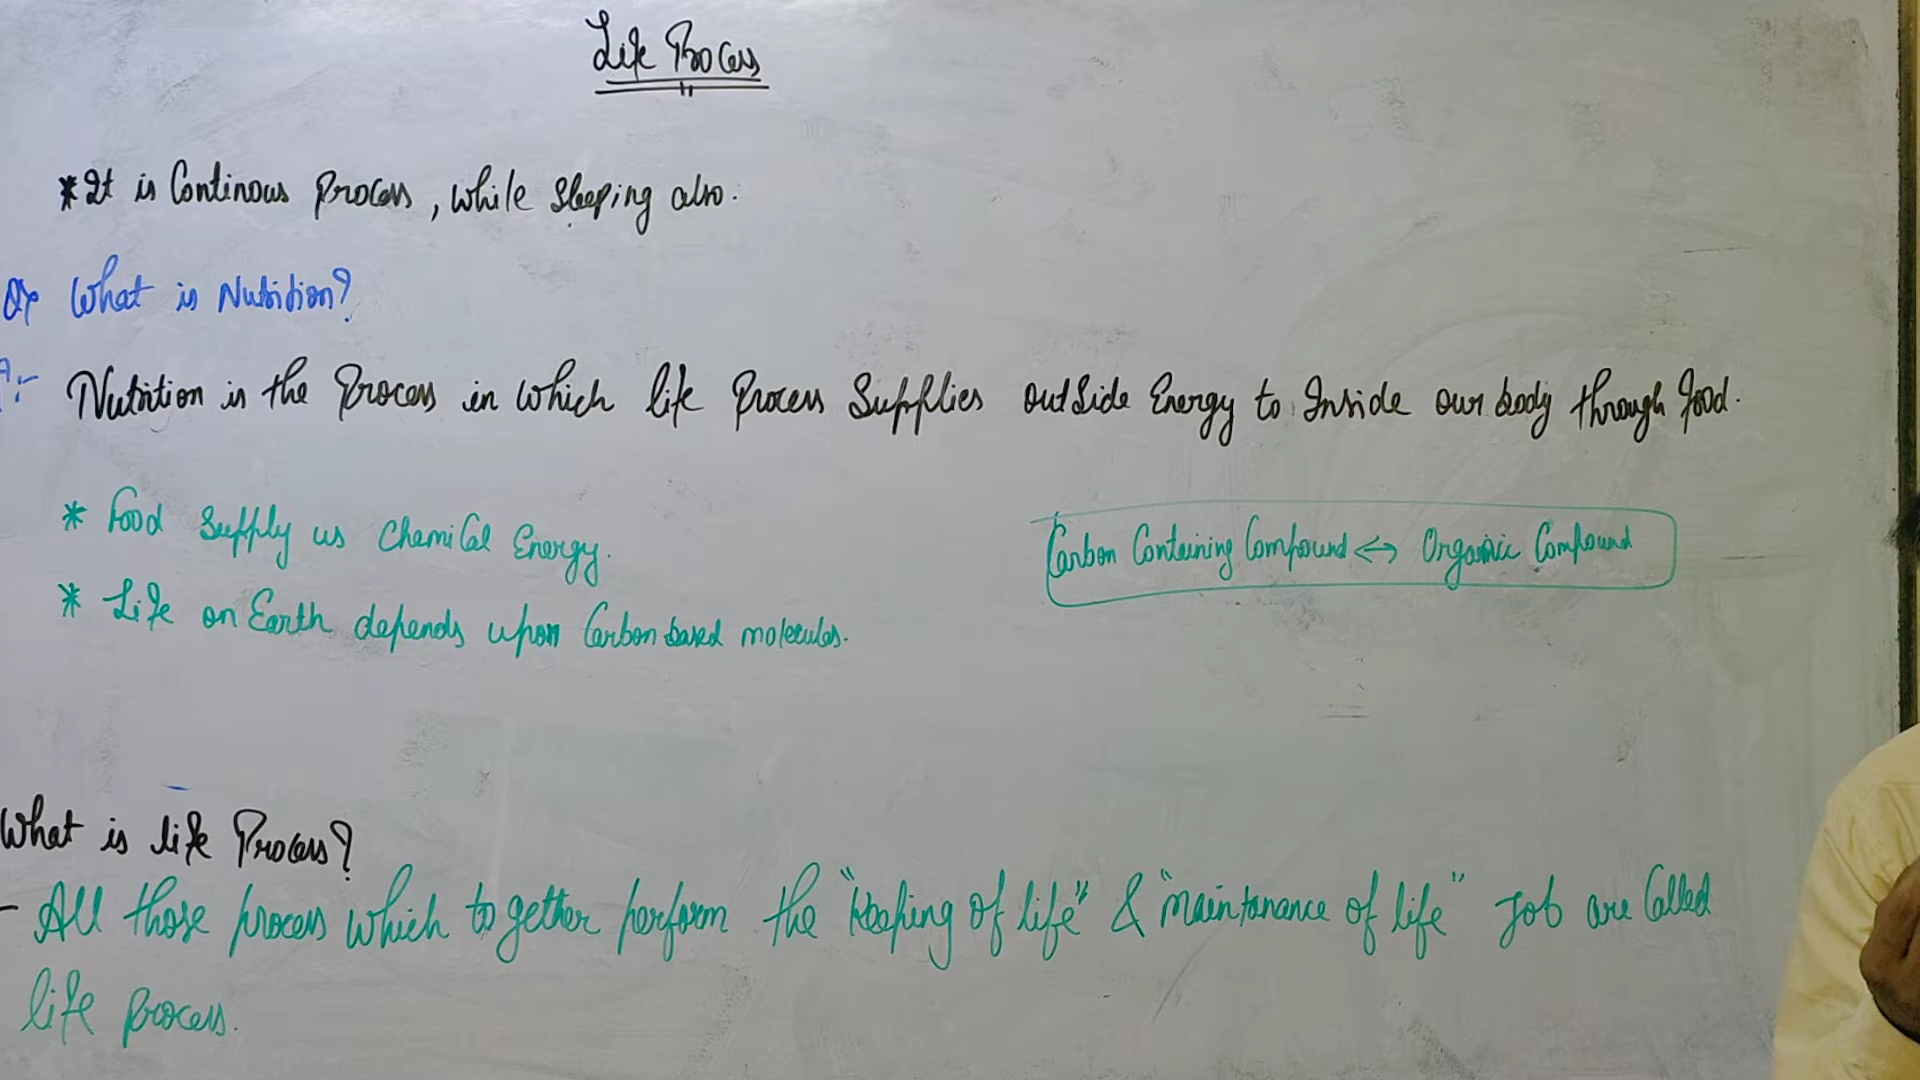 Life Process
* It is Continous Process, while sleeping also.
Q> What is Nutrition?
A:- Nutrition is the Process in which life Process Supplies outside Energy to Inside our body through food.
* Food Supply us Chemical Energy.
Carbon Containing Compound <-> Organic Compound
* Life on Earth depends upon Carbon based molecules.
What is life Process?
- All those process which together perform the "keeping of life" & "maintanance of life" Job are Called
life process.